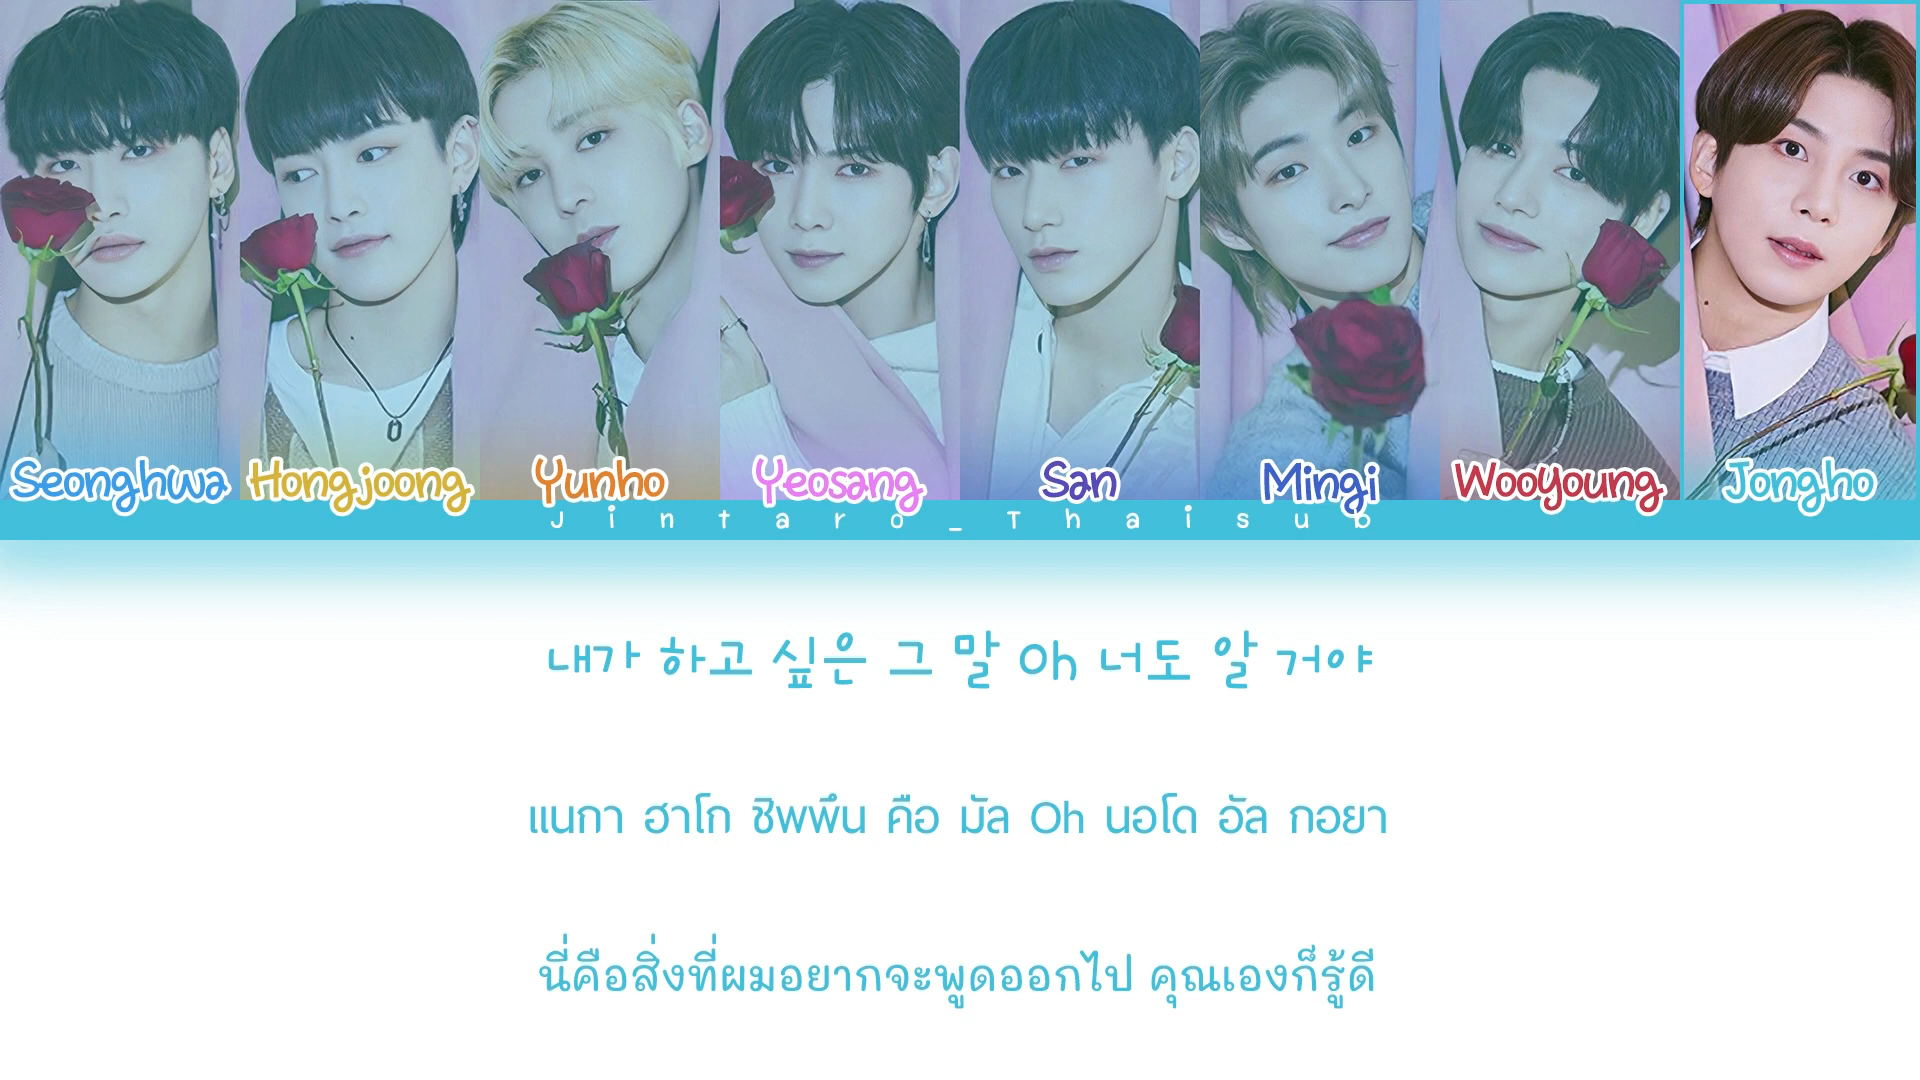 Seonghwa Hongjoong Yunho Yeosang San Mingi Wooyoung Jongho
Jintaro_Thaisub
내가 하고 싶은 그 말 Oh 너도 알 거야
แนกา ฮาโก ชิพพึน คือ มัล Oh นอโด อัล กอยา
นี่คือสิ่งที่ผมอยากจะพูดออกไป คุณเองก็รู้ดี